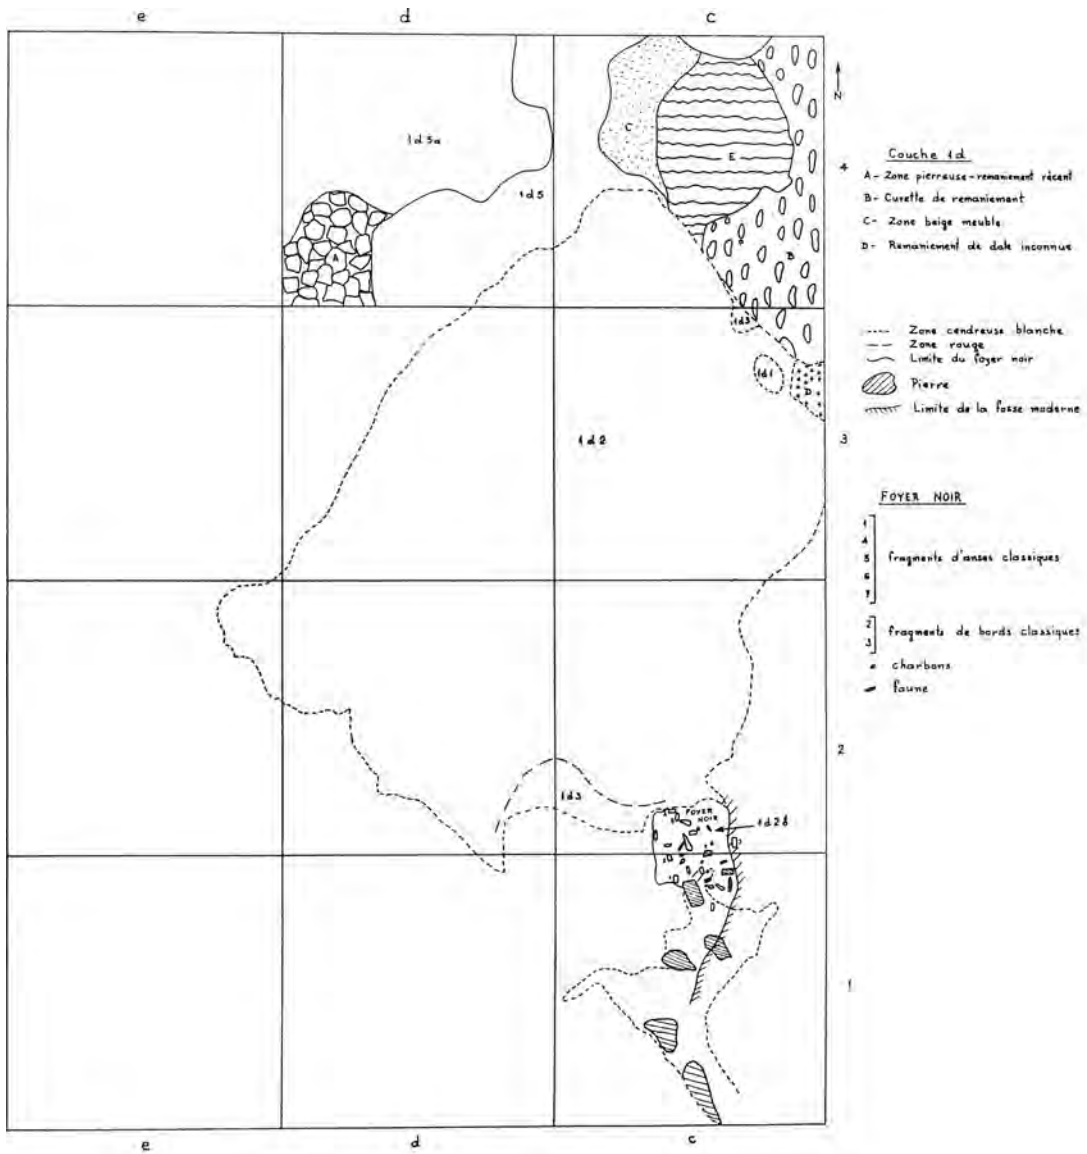 e d c
N
1d5a
C
E
4
1d5
A
B
1d3
1d1
D
1d2
3
2
1d3
FOYER
NOIR
1d2b
1
e d c
Couche 1d
A- Zone pierreuse-remaniement récent
B- Cuvette de remaniement
C- Zone beige meuble
D- Remaniement de date inconnue
Zone cendreuse blanche
Zone rouge
Limite du foyer noir
Pierre
Limite de la fosse moderne
FOYER NOIR
1
4
5 fragments d'anses classiques
6
7
2
3 fragments de bords classiques
charbons
faune